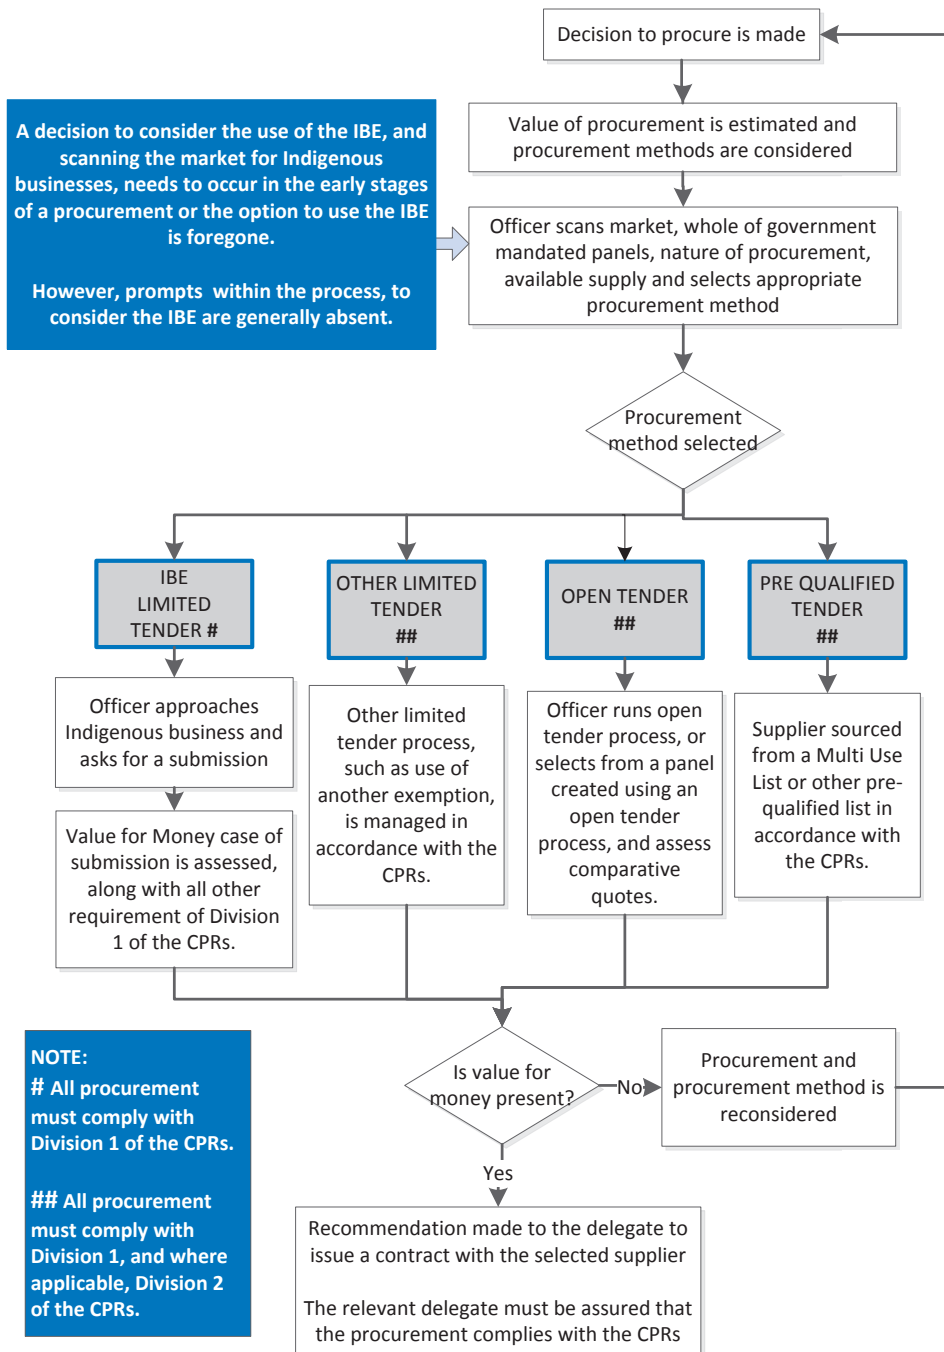 Decision to procure is made
Value of procurement is estimated and
procurement methods are considered
A decision to consider the use of the IBE, and
scanning the market for Indigenous
businesses, needs to occur in the early stages
of a procurement or the option to use the IBE
is foregone.
However, prompts  within the process, to
consider the IBE are generally absent.
Officer scans market, whole of government
mandated panels, nature of procurement,
available supply and selects appropriate
procurement method
Procurement
method selected
IBE
LIMITED
TENDER #
OTHER LIMITED
TENDER
##
OPEN TENDER
##
PRE QUALIFIED
TENDER
##
Officer approaches
Indigenous business and
asks for a submission
Value for Money case of
submission is assessed,
along with all other
requirement of Division
1 of the CPRs.
Other limited
tender process,
such as use of
another exemption,
is managed in
accordance with the
CPRs.
Officer runs open
tender process, or
selects from a panel
created using an
open tender
process, and assess
comparative
quotes.
Supplier sourced
from a Multi Use
List or other pre-
qualified list in
accordance with
the CPRs.
Is value for
money present?
No
Procurement and
procurement method is
reconsidered
Yes
NOTE:
# All procurement
must comply with
Division 1 of the CPRs.
## All procurement
must comply with
Division 1, and where
applicable, Division 2
of the CPRs.
Recommendation made to the delegate to
issue a contract with the selected supplier
The relevant delegate must be assured that
the procurement complies with the CPRs